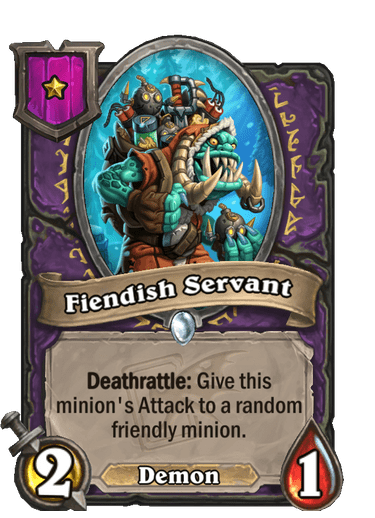 Fiendish Servant
Deathrattle: Give this
minion's Attack to a random
friendly minion.
2
Demon
1